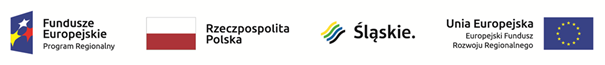 Fundusze
Europejskie
Program Regionalny
Rzeczpospolita
Polska
Śląskie.
Unia Europejska
Europejski Fundusz
Rozwoju Regionalnego